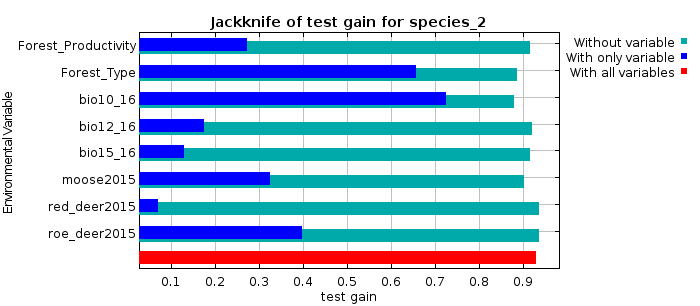 Jackknife of test gain for species_2
Environmental Variable
Forest_Productivity
Forest_Type
bio10_16
bio12_16
bio15_16
moose2015
red_deer2015
roe_deer2015
0.1 0.2 0.3 0.4 0.5 0.6 0.7 0.8 0.9
test gain
Without variable
With only variable
With all variables